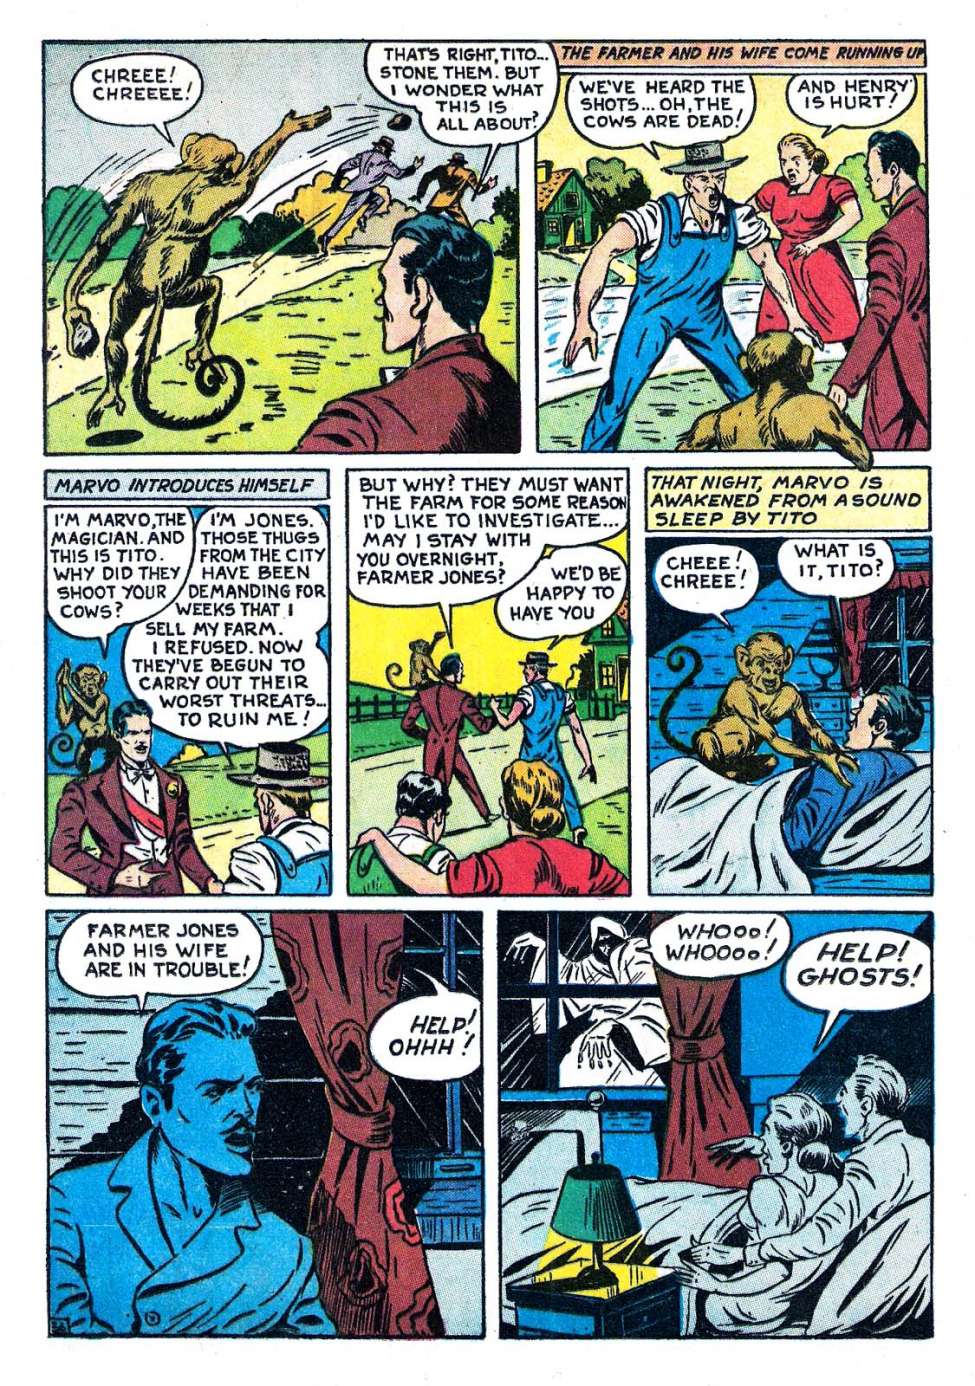 CHREEE!
CHREEEE!
THAT'S RIGHT, TITO...
STONE THEM. BUT
I WONDER WHAT
THIS IS
ALL ABOUT?
THE FARMER AND HIS WIFE COME RUNNING UP
WE'VE HEARD THE
SHOTS... OH, THE
COWS ARE DEAD!
AND HENRY
IS HURT!
MARVO INTRODUCES HIMSELF
I'M MARVO, THE
MAGICIAN. AND
THIS IS TITO.
WHY DID THEY
SHOOT YOUR
COWS?
I'M JONES.
THOSE THUGS
FROM THE CITY
HAVE BEEN
DEMANDING FOR
WEEKS THAT I
SELL MY FARM.
I REFUSED. NOW
THEY'VE BEGUN TO
CARRY OUT THEIR
WORST THREATS...
TO RUIN ME!
BUT WHY? THEY MUST WANT
THE FARM FOR SOME REASON
I'D LIKE TO INVESTIGATE...
MAY I STAY WITH
YOU OVERNIGHT,
FARMER JONES?
WE'D BE
HAPPY TO
HAVE YOU
THAT NIGHT, MARVO IS
AWAKENED FROM A SOUND
SLEEP BY TITO
CHEEE!
CHREEE!
WHAT IS
IT, TITO?
FARMER JONES
AND HIS WIFE
ARE IN TROUBLE!
HELP!
OHHH!
WHOOO!
WHOOOO!
HELP!
GHOSTS!